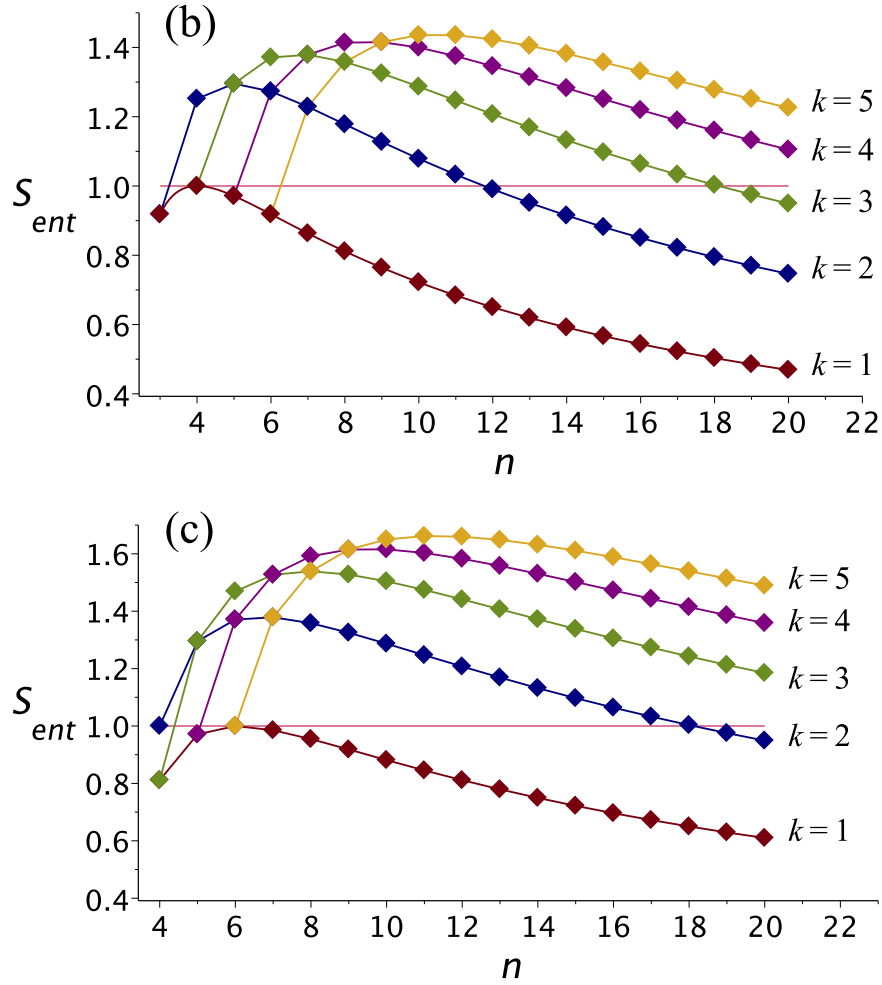 (b)
1.4
1.2
1.0
0.8
0.6
0.4
S ent
k = 5
k = 4
k = 3
k = 2
k = 1
4 6 8 10 12 14 16 18 20 22
n
(c)
1.6
1.4
1.2
1.0
0.8
0.6
0.4
S ent
k = 5
k = 4
k = 3
k = 2
k = 1
4 6 8 10 12 14 16 18 20 22
n